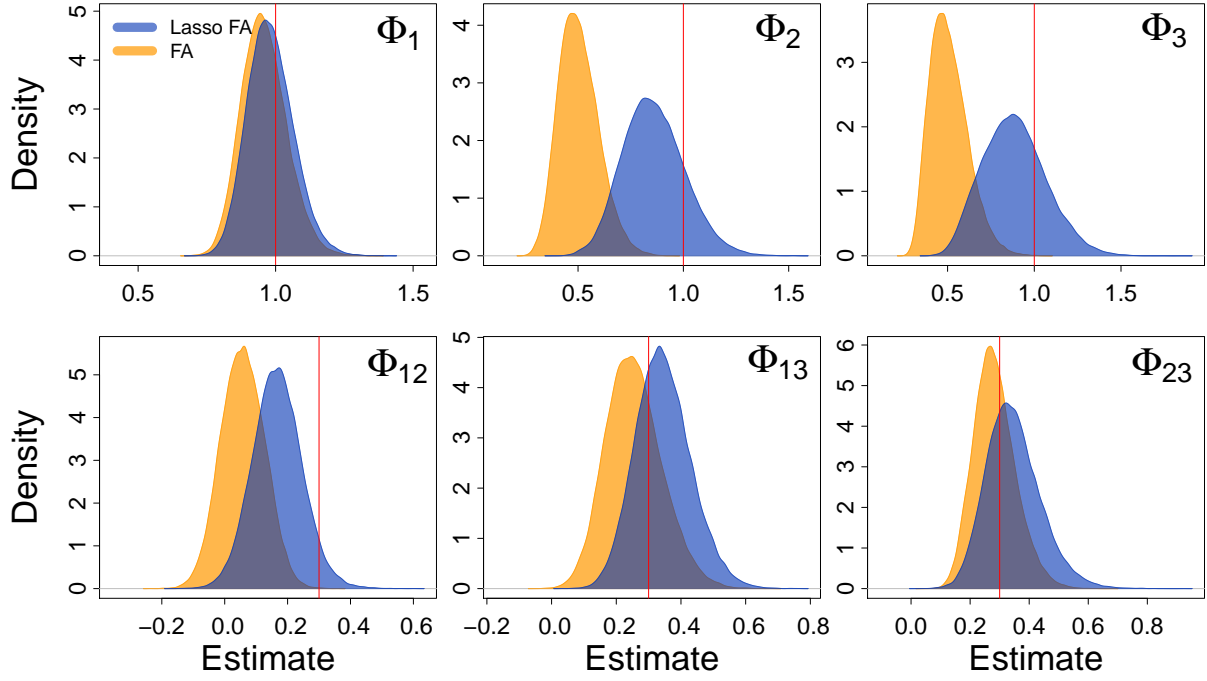 Lasso FA
FA
Φ1
Φ2
Φ3
Density
0 1 2 3 4 5
0 1 2 3 4
0 1 2 3
0.5 1.0 1.5
0.5 1.0 1.5
0.5 1.0 1.5
Φ12
Φ13
Φ23
Density
0 1 2 3 4 5
0 1 2 3 4 5
0 1 2 3 4 5 6
−0.2 0.0 0.2 0.4 0.6
−0.2 0.0 0.2 0.4 0.6 0.8
0.0 0.2 0.4 0.6 0.8
Estimate
Estimate
Estimate